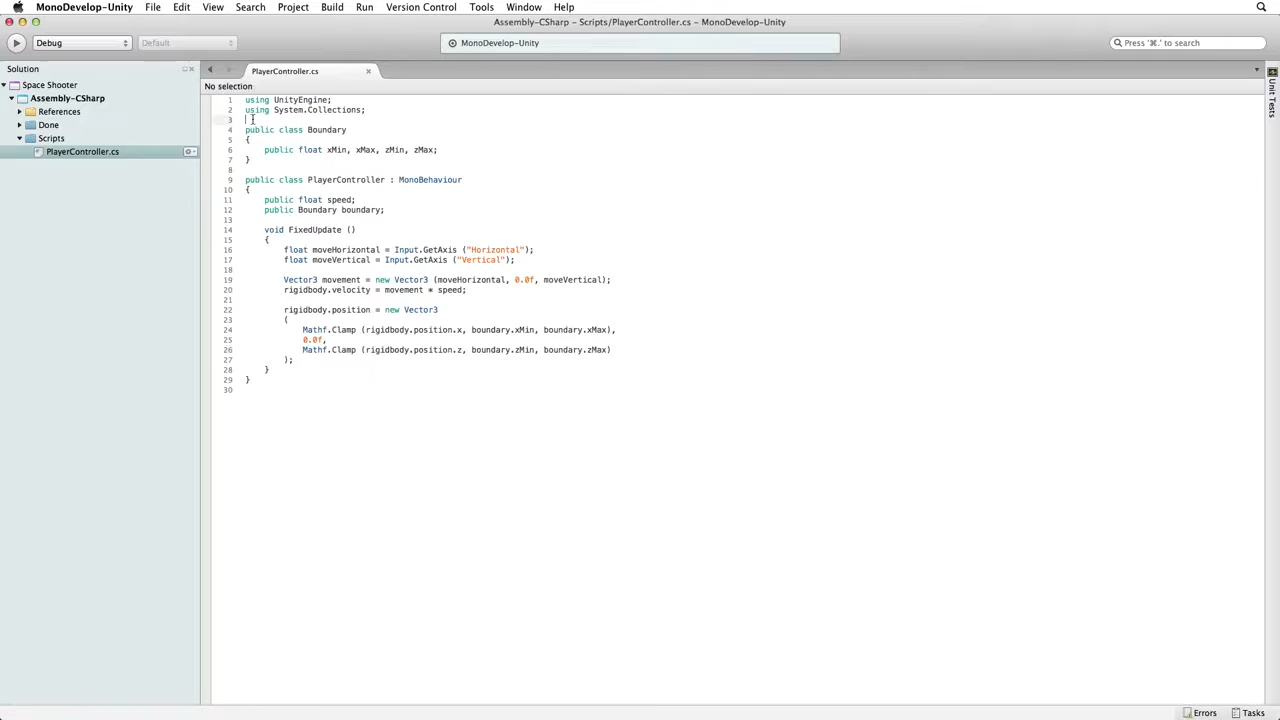 MonoDevelop-Unity File Edit View Search Project Build Run Version Control Tools Window Help
Assembly-CSharp – Scripts/PlayerController.cs – MonoDevelop-Unity
Debug Default MonoDevelop-Unity Press '⌘.' to search
Solution PlayerController.cs
No selection
Space Shooter
Assembly-CSharp
References
Done
Scripts
PlayerController.cs
1 using UnityEngine;
2 using System.Collections;
3
4 public class Boundary
5 {
6 public float xMin, xMax, zMin, zMax;
7 }
8
9 public class PlayerController : MonoBehaviour
10 {
11 public float speed;
12 public Boundary boundary;
13
14 void FixedUpdate ()
15 {
16 float moveHorizontal = Input.GetAxis ("Horizontal");
17 float moveVertical = Input.GetAxis ("Vertical");
18
19 Vector3 movement = new Vector3 (moveHorizontal, 0.0f, moveVertical);
20 rigidbody.velocity = movement * speed;
21
22 rigidbody.position = new Vector3
23 (
24 Mathf.Clamp (rigidbody.position.x, boundary.xMin, boundary.xMax),
25 0.0f,
26 Mathf.Clamp (rigidbody.position.z, boundary.zMin, boundary.zMax)
27 );
28 }
29 }
30
Unit Tests
Errors Tasks